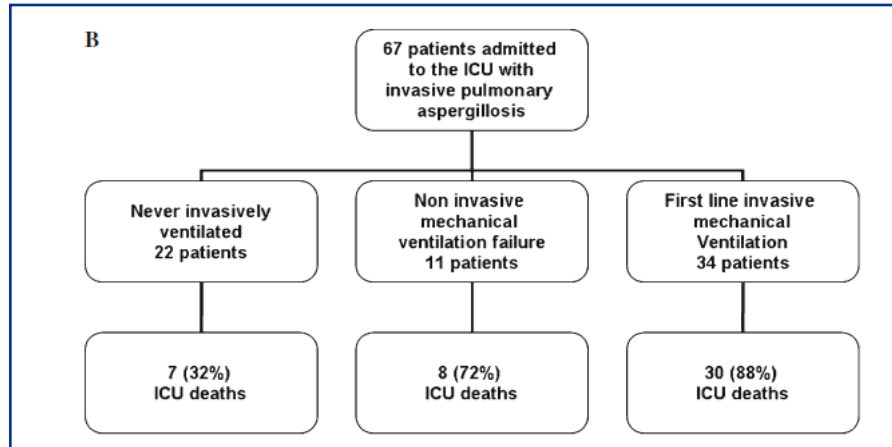 B
67 patients admitted
to the ICU with
invasive pulmonary
aspergillosis
Never invasively
ventilated
22 patients
Non invasive
mechanical
ventilation failure
11 patients
First line invasive
mechanical
Ventilation
34 patients
7 (32%)
ICU deaths
8 (72%)
ICU deaths
30 (88%)
ICU deaths